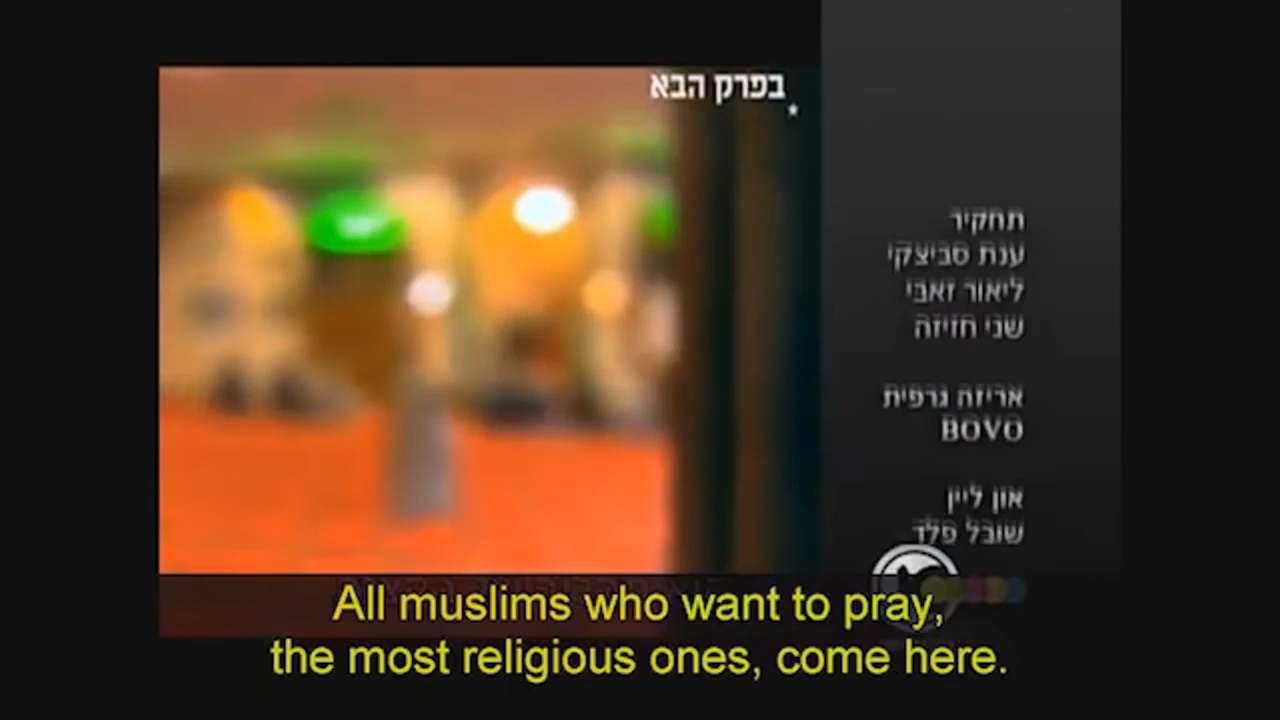 בפרק הבא
תחקיר
ענת סביצקי
ליאור זאבי
שני חזיזה
אריזה גרפית
BOVO
און ליין
שובל פלד
All muslims who want to pray,
the most religious ones, come here.